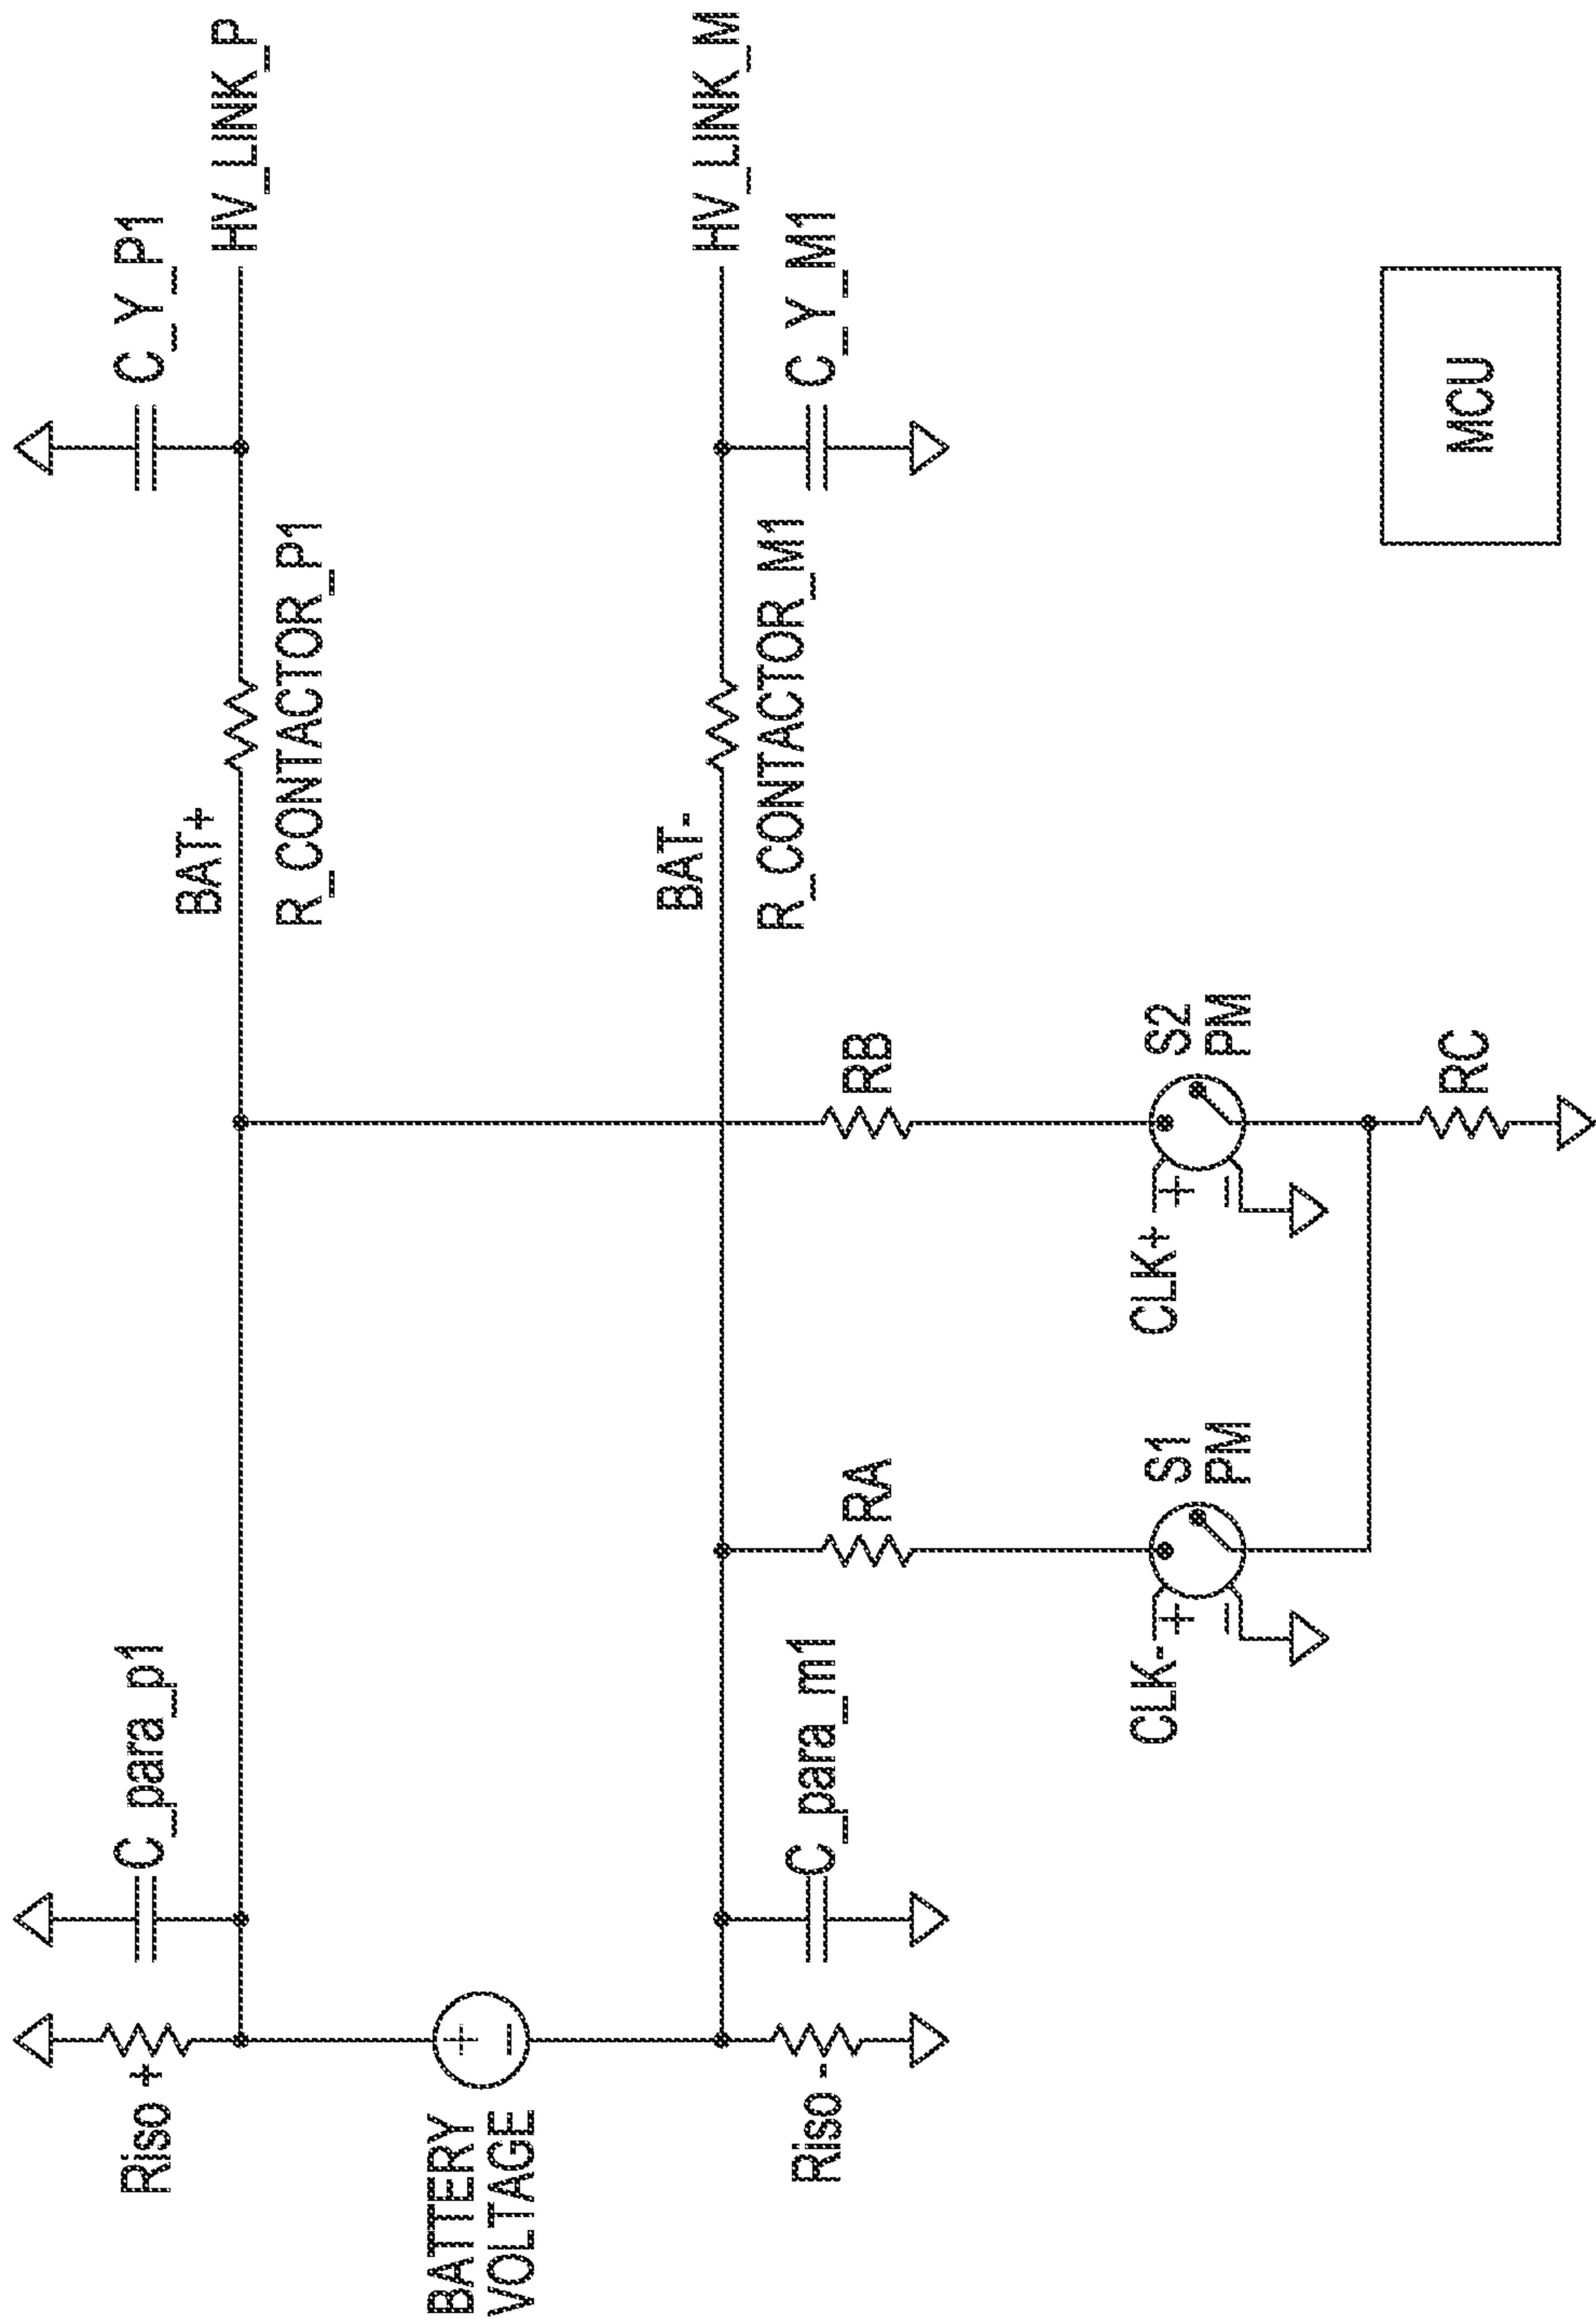 Riso +
C_para_p1
C_Y_P1
BAT+
HV_LINK_P
R_CONTACTOR_P1
BATTERY
VOLTAGE
+
−
BAT-
HV_LINK_M
R_CONTACTOR_M1
Riso -
C_para_m1
C_Y_M1
RA
RB
CLK-
+
−
S1
PM
CLK+
+
−
S2
PM
RC
MCU